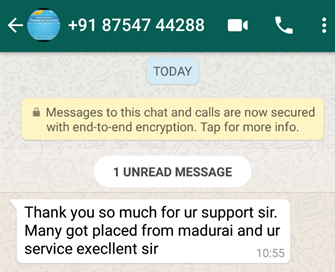 +91 87547 44288
TODAY
Messages to this chat and calls are now secured
with end-to-end encryption. Tap for more info.
1 UNREAD MESSAGE
Thank you so much for ur support sir.
Many got placed from madurai and ur
service execllent sir
10:55